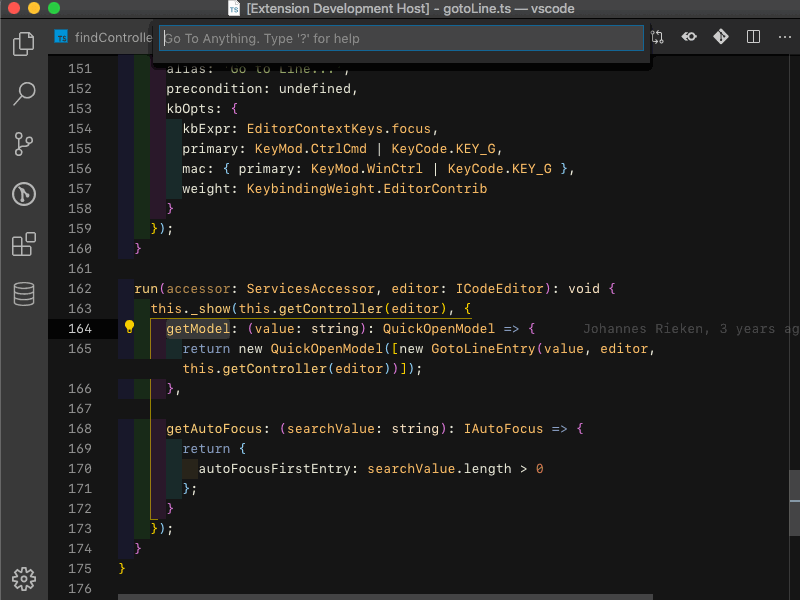 TS [Extension Development Host] - gotoLine.ts — vscode
TS findControlle
Go To Anything. Type '?' for help
151 alias: 'Go to Line...',
152 precondition: undefined,
153 kbOpts: {
154 kbExpr: EditorContextKeys.focus,
155 primary: KeyMod.CtrlCmd | KeyCode.KEY_G,
156 mac: { primary: KeyMod.WinCtrl | KeyCode.KEY_G },
157 weight: KeybindingWeight.EditorContrib
158 }
159 });
160 }
161
162 run(accessor: ServicesAccessor, editor: ICodeEditor): void {
163 this._show(this.getController(editor), {
164 getModel: (value: string): QuickOpenModel => { Johannes Rieken, 3 years ag
165 return new QuickOpenModel([new GotoLineEntry(value, editor,
this.getController(editor))]);
166 },
167
168 getAutoFocus: (searchValue: string): IAutoFocus => {
169 return {
170 autoFocusFirstEntry: searchValue.length > 0
171 };
172 }
173 });
174 }
175 }
176